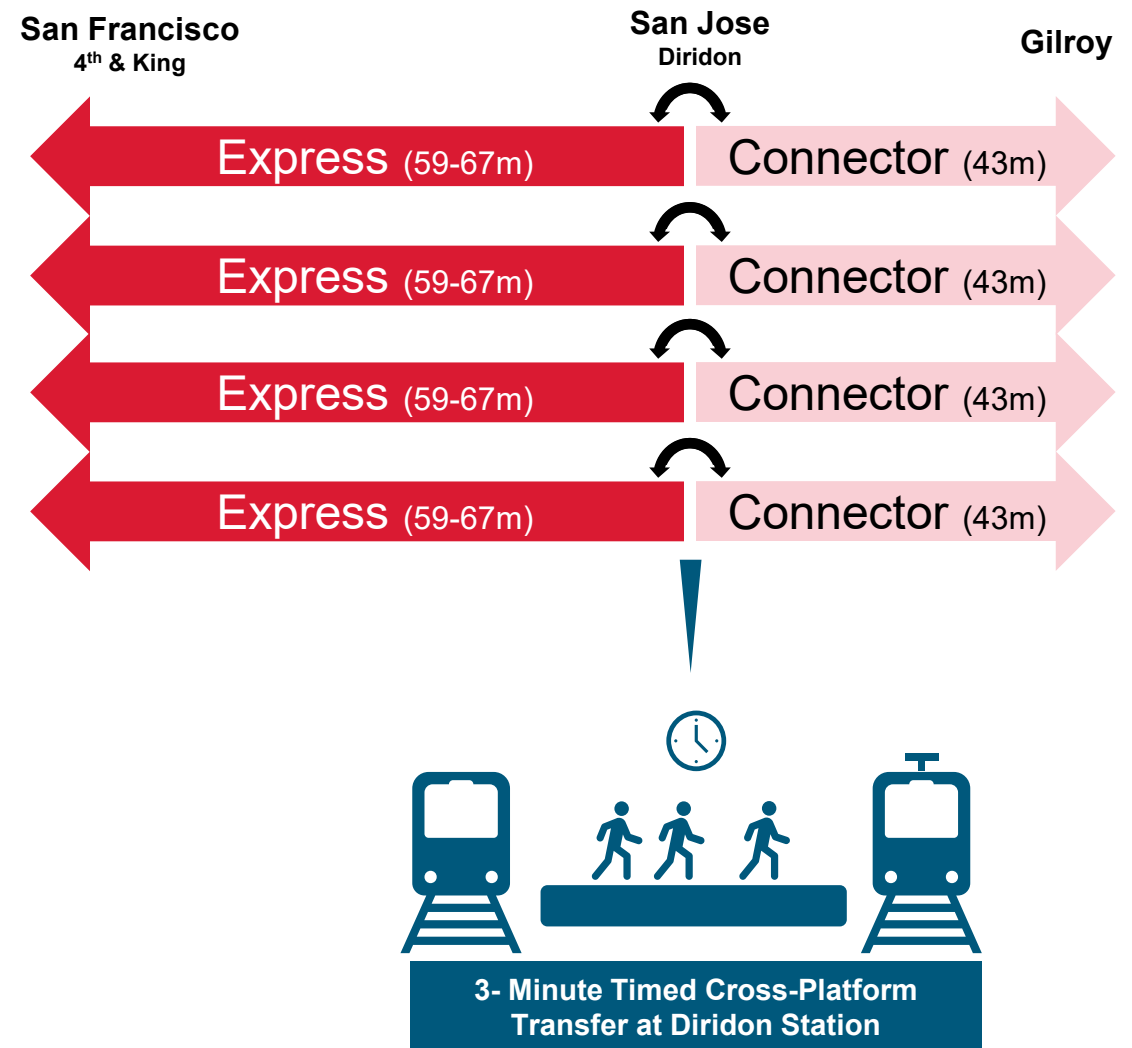 San Francisco
4th & King
San Jose
Diridon
Gilroy
Express (59-67m)
Connector (43m)
Express (59-67m)
Connector (43m)
Express (59-67m)
Connector (43m)
Express (59-67m)
Connector (43m)
3- Minute Timed Cross-Platform
Transfer at Diridon Station